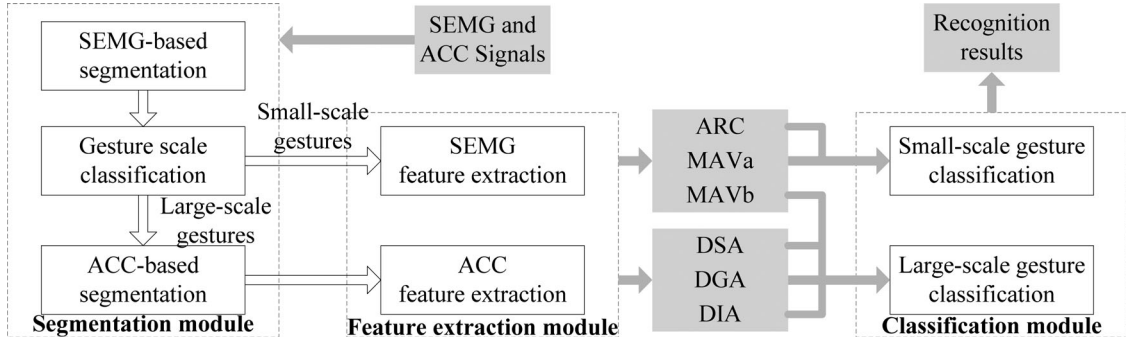 SEMG-based
segmentation
SEMG and
ACC Signals
Recognition
results
Small-scale
gestures
Gesture scale
classification
SEMG
feature extraction
ARC
MAVa
MAVb
Small-scale gesture
classification
Large-scale
gestures
ACC-based
segmentation
ACC
feature extraction
DSA
DGA
DIA
Large-scale gesture
classification
Segmentation module
Feature extraction module
Classification module